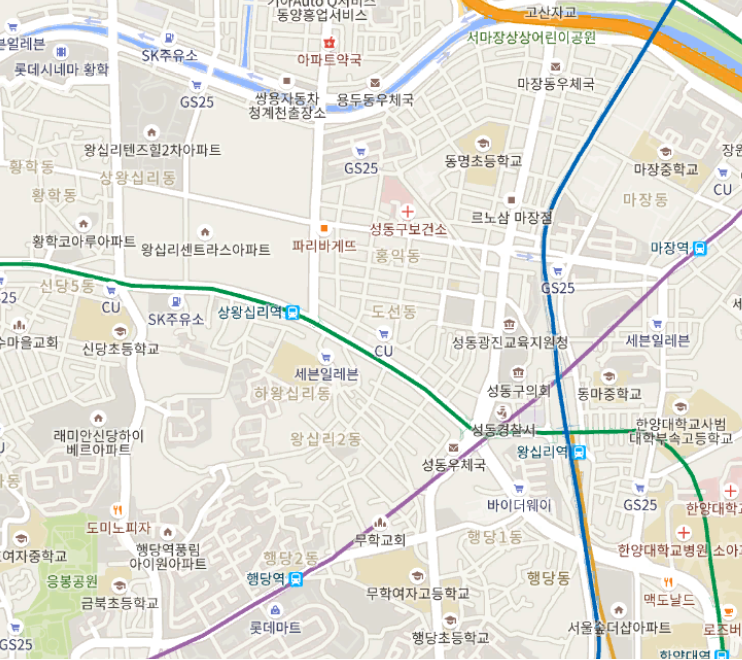 기아Auto Q서비스
동양종업서비스
고산자교
서마장상상어린이공원
븐일레븐
SK주유소
아파트약국
롯데시네마 황학
GS25
쌍용자동차
청계천출장소
용두동우체국
마장동우체국
왕십리텐즈힐2차아파트
GS25
동명초등학교
마장중학교
장원
황학동
상왕십리동
황학동
CU
마장동
르노삼 마장점
성동구보건소
황학코아루아파트
왕십리센트라스아파트
파리바게뜨
마장역
홍익동
신당5동
25
CU
GS25
SK주유소
상왕십리역
도선동
수마을교회
신당초등학교
CU
성동광진교육지원청
세븐일레븐
세븐일레븐
하왕십리동
성동구의회
동마중학교
래미안신당하이
베르아파트
왕십리2동
성동경찰서
한양대학교사범
대학부속고등학교
왕십리역
성동우체국
바이더웨이
GS25
한양대학교
도미노피자
무학교회
행당1동
여자중학교
행당역풍림
아이원아파트
행당2동
한양대학교병원 소아
응봉공원
행당역
행당동
금북초등학교
무학여자고등학교
맥도날드
롯데마트
서울숲더샵아파트
로즈버
GS25
행당초등학교
한양대역